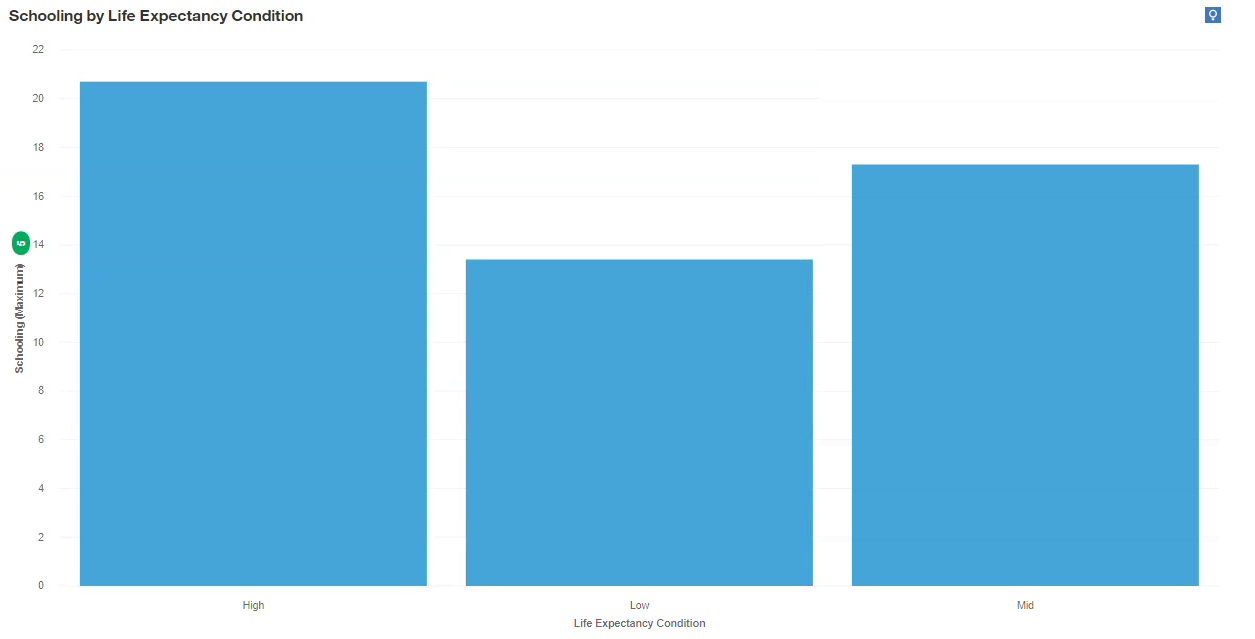 Schooling by Life Expectancy Condition
22
20
18
16
14
12
10
8
6
4
2
0
Schooling (Maximum)
5
High
Low
Mid
Life Expectancy Condition